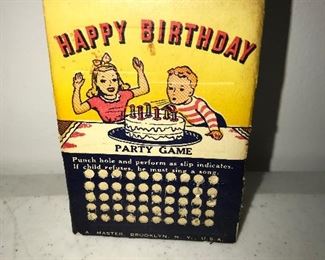 HAPPY BIRTHDAY
PARTY GAME
Punch hole and perform as slip indicates.
If child refuses, he must sing a song.
A. MASTER, BROOKLYN, N. Y., U.S.A.